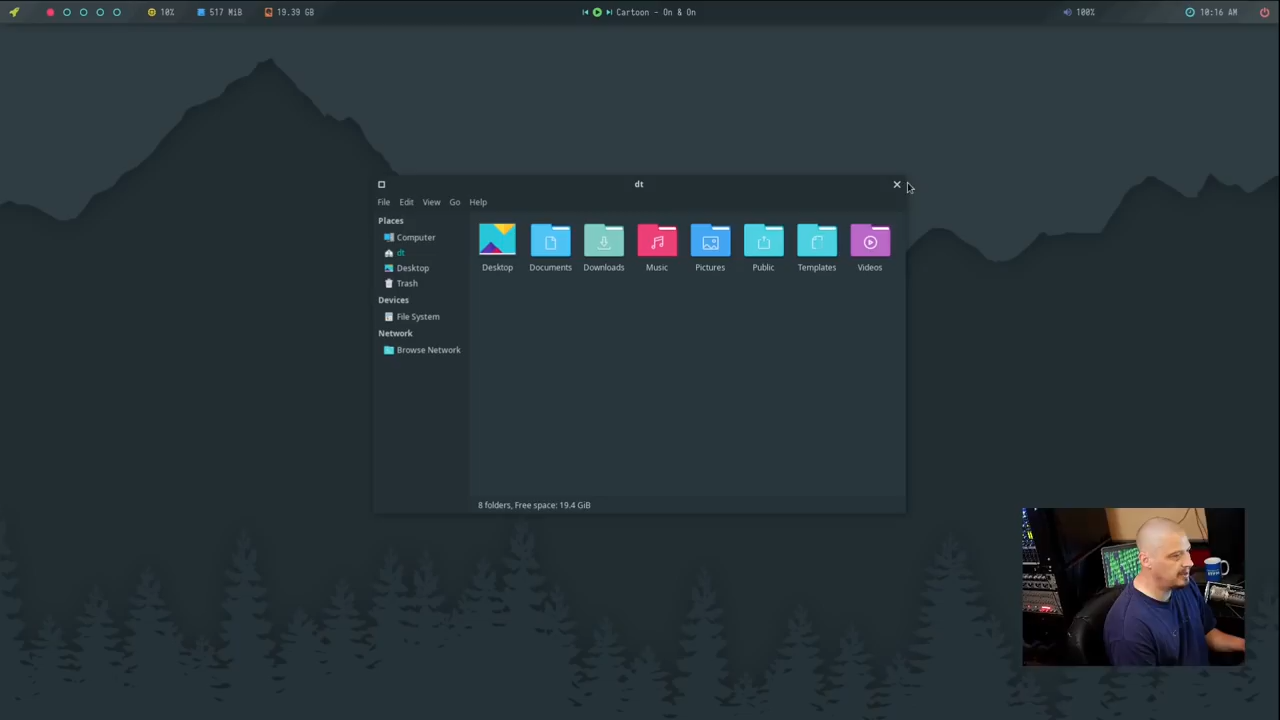 10% 517 MiB 19.39 GB Cartoon - On & On 100% 10:16 AM
dt
File Edit View Go Help
Places
Computer
dt
Desktop
Trash
Devices
File System
Network
Browse Network
Desktop Documents Downloads Music Pictures Public Templates Videos
8 folders, Free space: 19.4 GiB